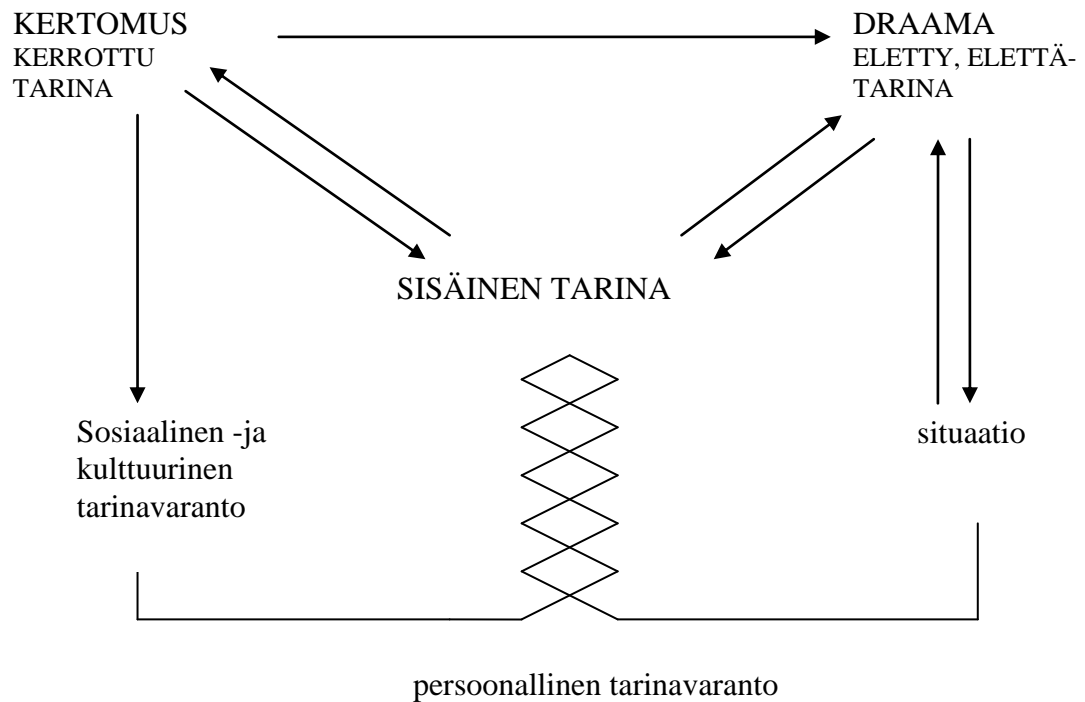 KERTOMUS
KERROTTU
TARINA
DRAAMA
ELETTY, ELETTÄ-
TARINA
SISÄINEN TARINA
Sosiaalinen -ja
kulttuurinen
tarinavaranto
situaatio
persoonallinen tarinavaranto